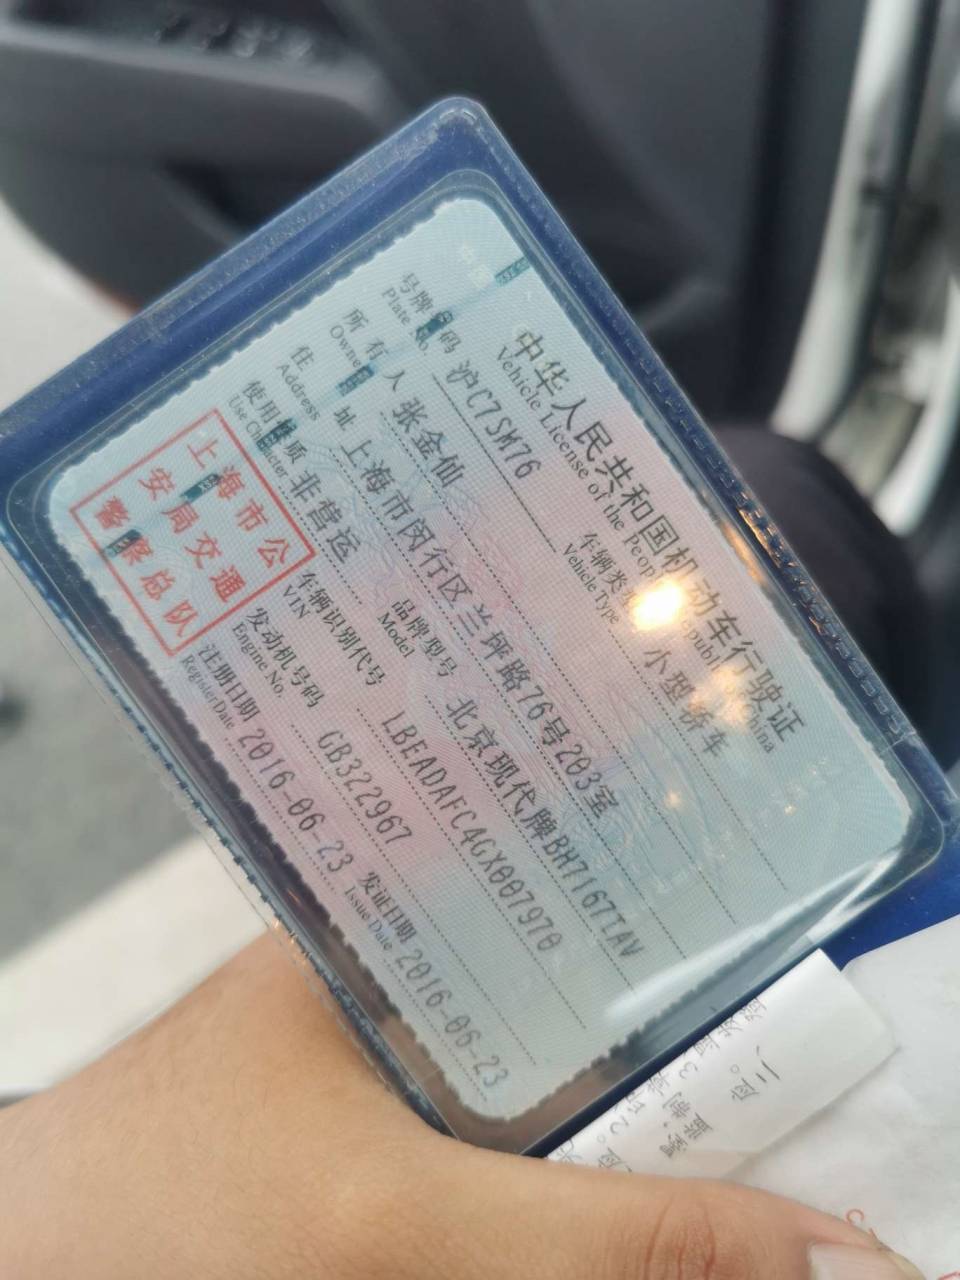 中华人民共和国机动车行驶证
Vehicle License of the People's Republic of China
号牌号码 沪C7SM76 车辆类型 小型轿车
Plate No. Vehicle Type
所有人 张金仙
Owner
住址 上海市闵行区兰坪路76号203室
Address
使用性质 非营运 品牌型号 北京现代牌BH7167TAV
Use Character Model
车辆识别代号 LBEADAFC4GX007970
VIN
发动机号码 GB322967
Engine No.
注册日期 2016-06-23 发证日期 2016-06-23
Register Date Issue Date
上海市公
安局交通
警察总队